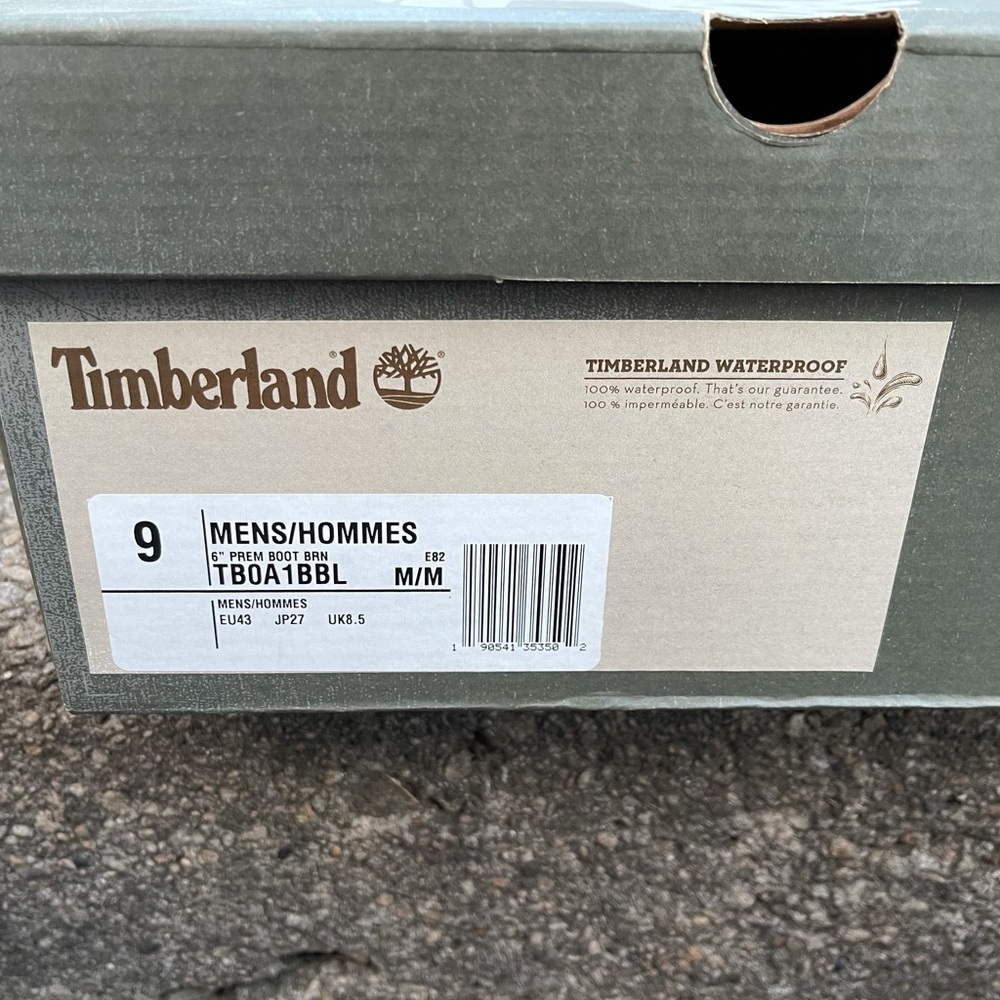 Timberland®
TIMBERLAND WATERPROOF
100% waterproof. That's our guarantee.
100 % imperméable. C'est notre garantie.
9
MENS/HOMMES
6" PREM BOOT BRN E82
TB0A1BBL M/M
MENS/HOMMES
EU43 JP27 UK8.5
1 90541 35350 2